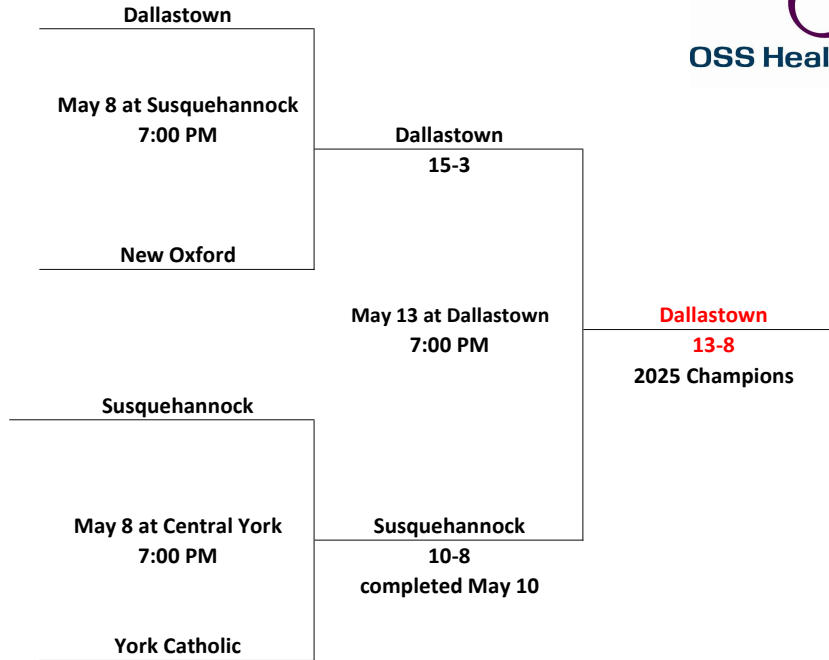 Dallastown
OSS Heal
May 8 at Susquehannock
7:00 PM
Dallastown
15-3
New Oxford
May 13 at Dallastown
7:00 PM
Dallastown
13-8
2025 Champions
Susquehannock
May 8 at Central York
7:00 PM
Susquehannock
10-8
completed May 10
York Catholic